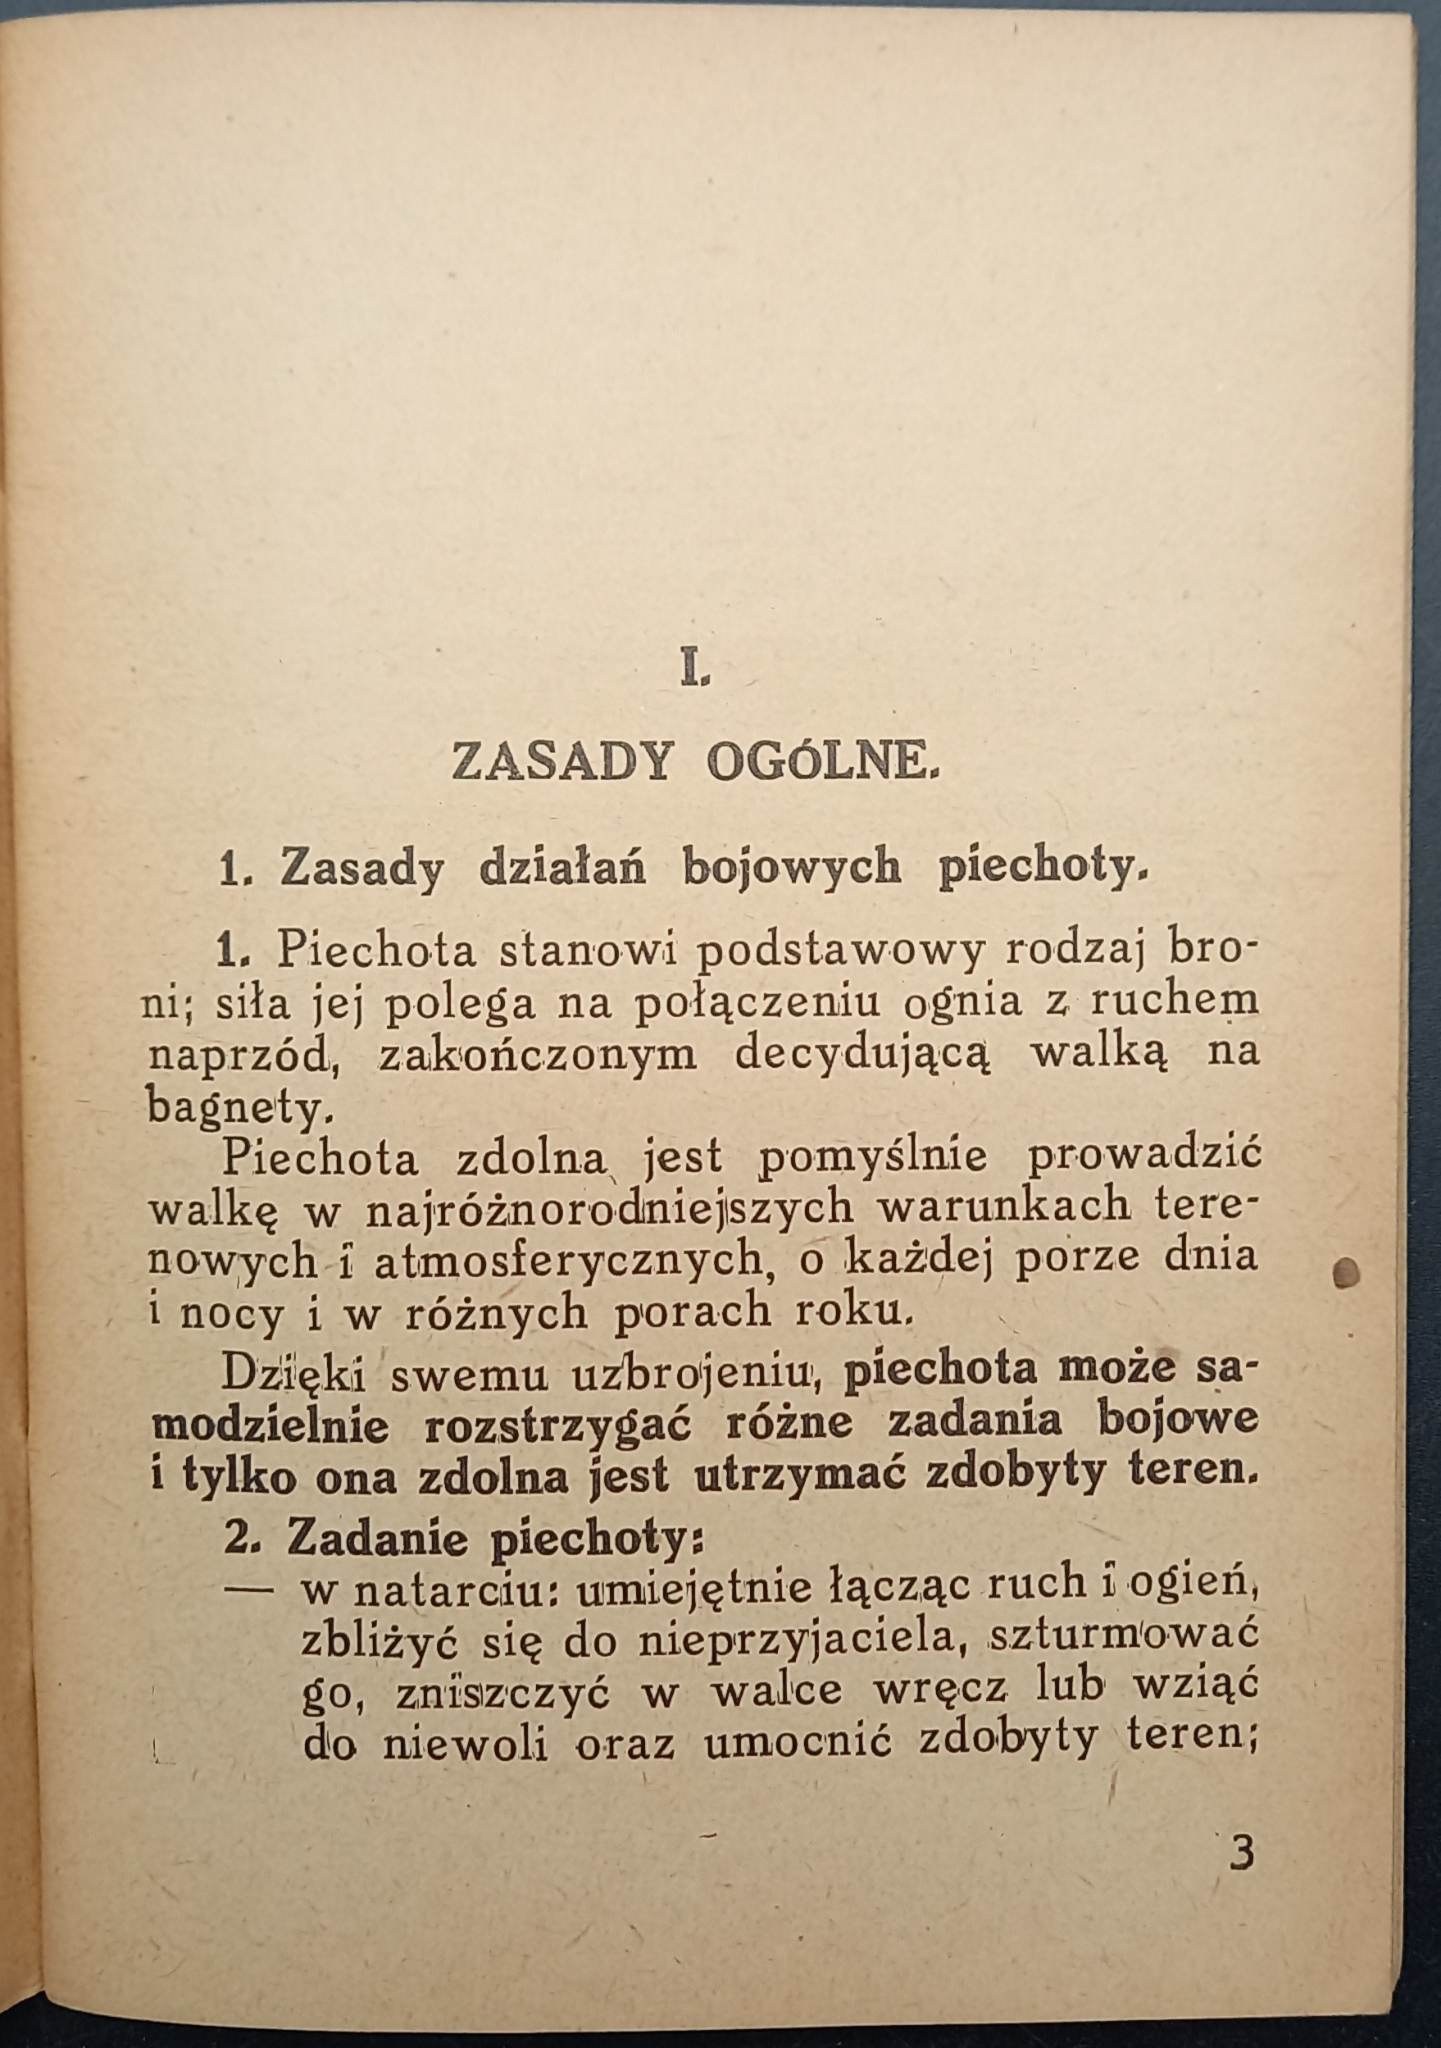 I.
ZASADY OGÓLNE.
1. Zasady działań bojowych piechoty.
1. Piechota stanowi podstawowy rodzaj bro-
ni; siła jej polega na połączeniu ognia z ruchem
naprzód, zakończonym decydującą walką na
bagnety.
Piechota zdolna jest pomyślnie prowadzić
walkę w najróżnorodniejszych warunkach tere-
nowych i atmosferycznych, o każdej porze dnia
i nocy i w różnych porach roku.
Dzięki swemu uzbrojeniu, piechota może sa-
modzielnie rozstrzygać różne zadania bojowe
i tylko ona zdolna jest utrzymać zdobyty teren.
2. Zadanie piechoty:
— w natarciu: umiejętnie łącząc ruch i ogień,
zbliżyć się do nieprzyjaciela, szturmować
go, zniszczyć w walce wręcz lub wziąć
do niewoli oraz umocnić zdobyty teren;
3